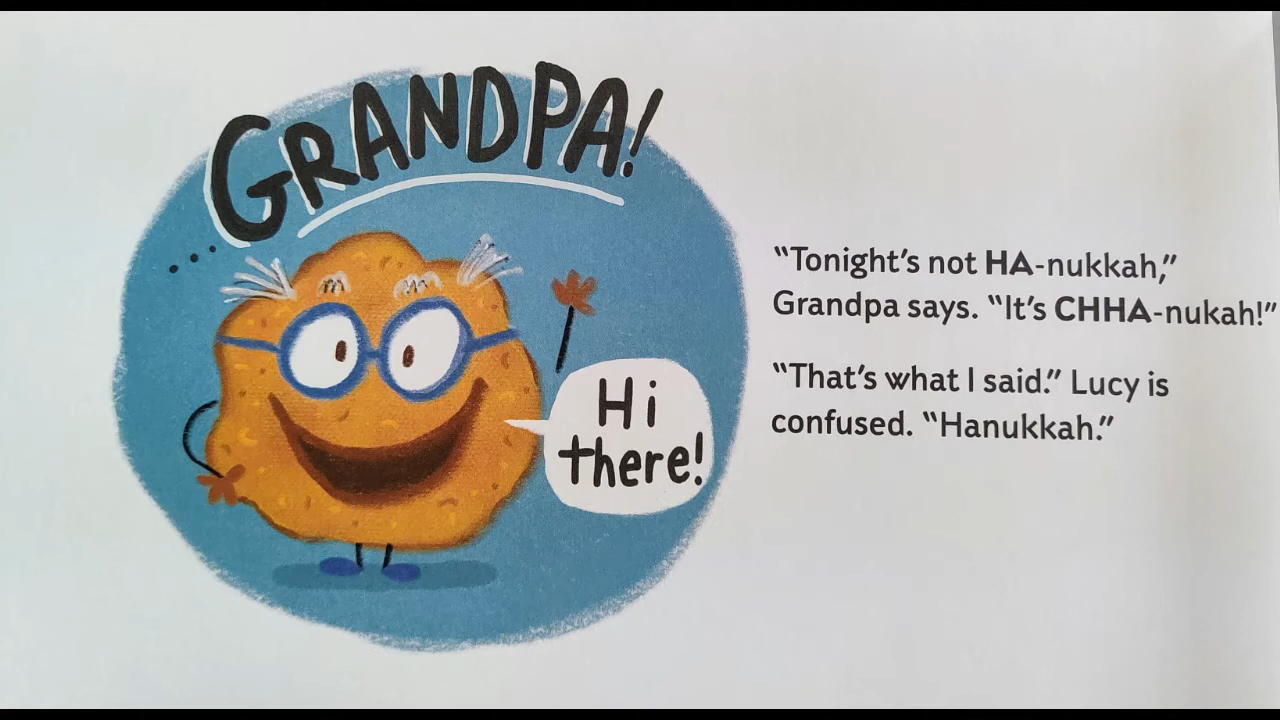 ...GRANDPA!
Hi
there!
“Tonight’s not HA-nukkah,”
Grandpa says. “It’s CHHA-nukah!”
“That’s what I said.” Lucy is
confused. “Hanukkah.”